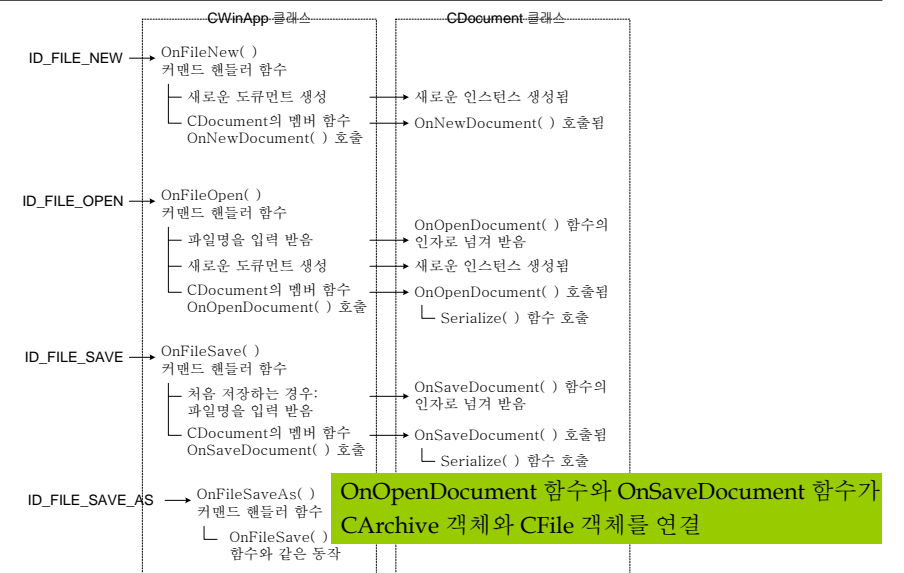 CWinApp 클래스
CDocument 클래스
ID_FILE_NEW
OnFileNew( )
커맨드 핸들러 함수
새로운 도큐먼트 생성
새로운 인스턴스 생성됨
CDocument의 멤버 함수
OnNewDocument( ) 호출
OnNewDocument( ) 호출됨
ID_FILE_OPEN
OnFileOpen( )
커맨드 핸들러 함수
파일명을 입력 받음
OnOpenDocument( ) 함수의
인자로 넘겨 받음
새로운 도큐먼트 생성
새로운 인스턴스 생성됨
CDocument의 멤버 함수
OnOpenDocument( ) 호출
OnOpenDocument( ) 호출됨
Serialize( ) 함수 호출
ID_FILE_SAVE
OnFileSave( )
커맨드 핸들러 함수
처음 저장하는 경우:
파일명을 입력 받음
OnSaveDocument( ) 함수의
인자로 넘겨 받음
CDocument의 멤버 함수
OnSaveDocument( ) 호출
OnSaveDocument( ) 호출됨
Serialize( ) 함수 호출
ID_FILE_SAVE_AS
OnFileSaveAs( )
커맨드 핸들러 함수
OnFileSave( )
함수와 같은 동작
OnOpenDocument 함수와 OnSaveDocument 함수가
CArchive 객체와 CFile 객체를 연결